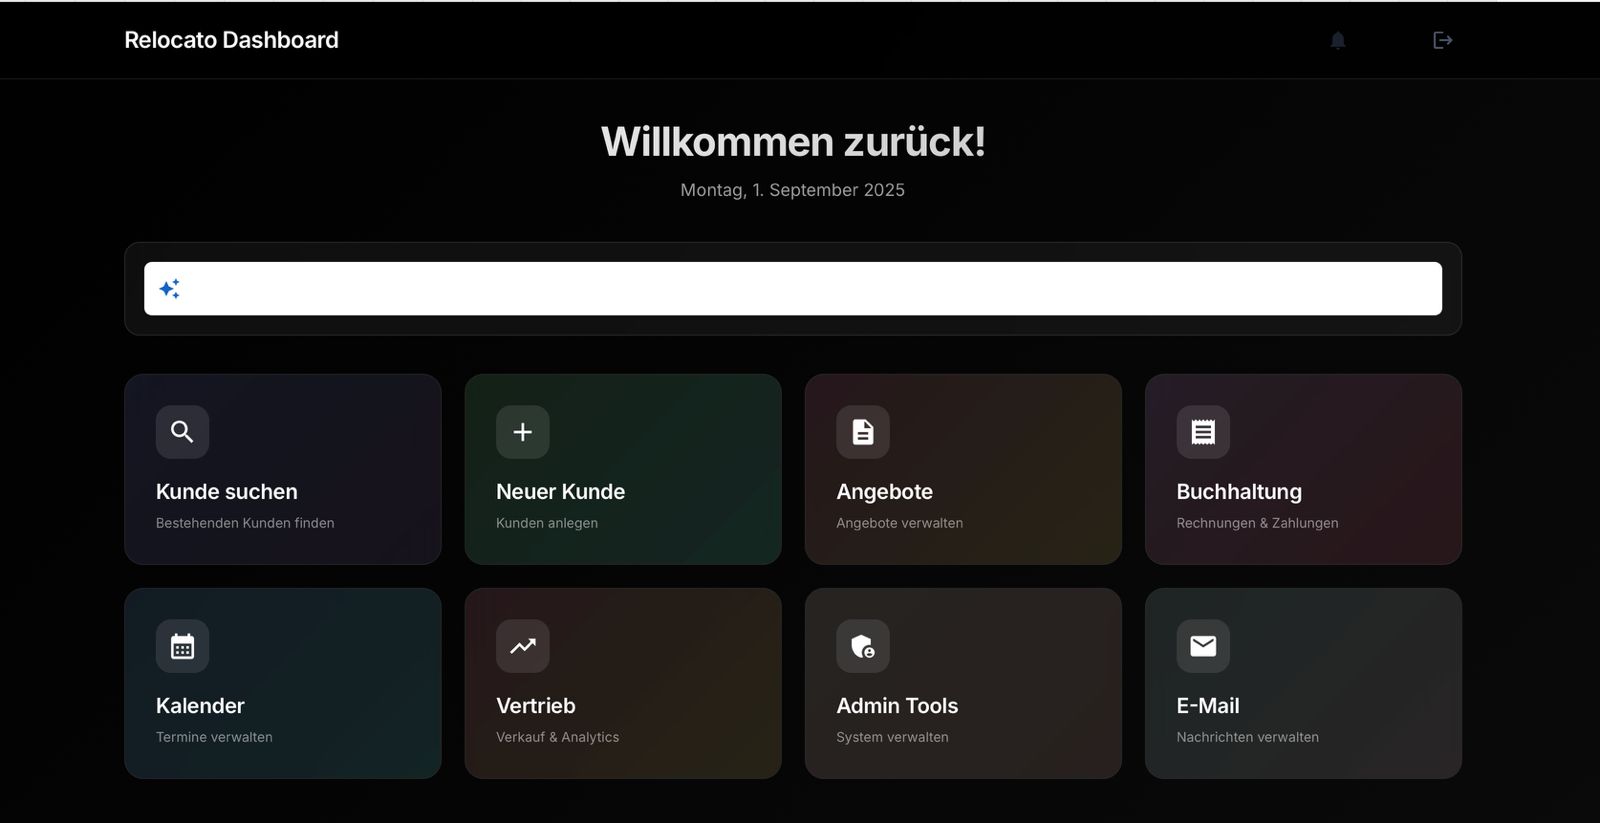 Relocato Dashboard
Willkommen zurück!
Montag, 1. September 2025
Kunde suchen
Bestehenden Kunden finden
Neuer Kunde
Kunden anlegen
Angebote
Angebote verwalten
Buchhaltung
Rechnungen & Zahlungen
Kalender
Termine verwalten
Vertrieb
Verkauf & Analytics
Admin Tools
System verwalten
E-Mail
Nachrichten verwalten